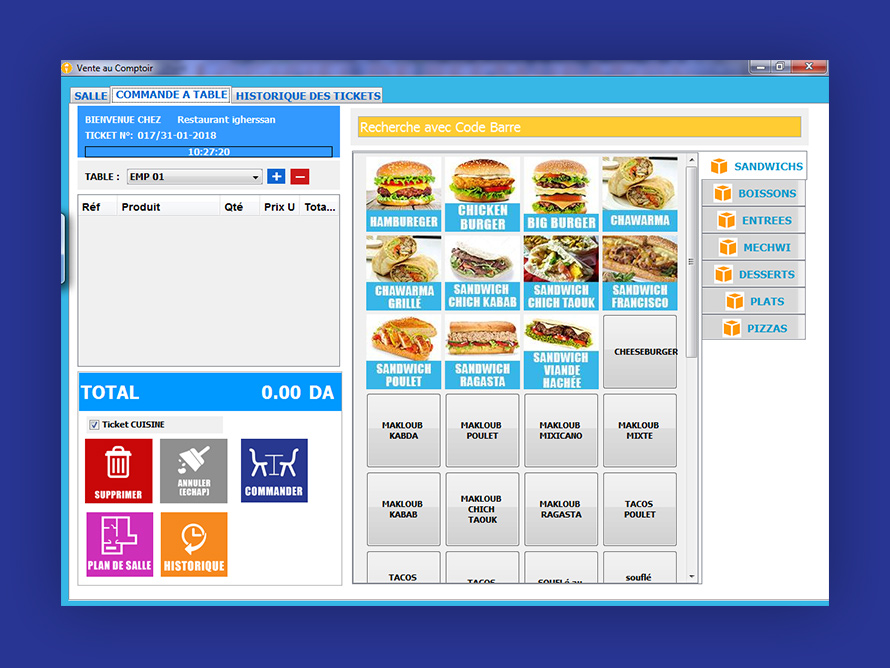 Vente au Comptoir
SALLE
COMMANDE A TABLE
HISTORIQUE DES TICKETS
BIENVENUE CHEZ Restaurant igherssan
TICKET N°: 017/31-01-2018
10:27:20
TABLE : EMP 01
Réf Produit Qté Prix U Tota...
TOTAL 0.00 DA
Ticket CUISINE
SUPPRIMER
ANNULER
(ECHAP)
COMMANDER
PLAN DE SALLE
HISTORIQUE
Recherche avec Code Barre
HAMBUREGER
CHICKEN
BURGER
BIG BURGER
CHAWARMA
CHAWARMA
GRILLÉ
SANDWICH
CHICH KABAB
SANDWICH
CHICH TAOUK
SANDWICH
FRANCISCO
SANDWICH
POULET
SANDWICH
RAGASTA
SANDWICH
VIANDE
HACHÉE
CHEESEBURGER
MAKLOUB
KABDA
MAKLOUB
POULET
MAKLOUB
MIXICANO
MAKLOUB
MIXTE
MAKLOUB
KABAB
MAKLOUB
CHICH
TAOUK
MAKLOUB
RAGASTA
TACOS
POULET
TACOS
TACOS
SOUFLé au
souflé
SANDWICHS
BOISSONS
ENTREES
MECHWI
DESSERTS
PLATS
PIZZAS